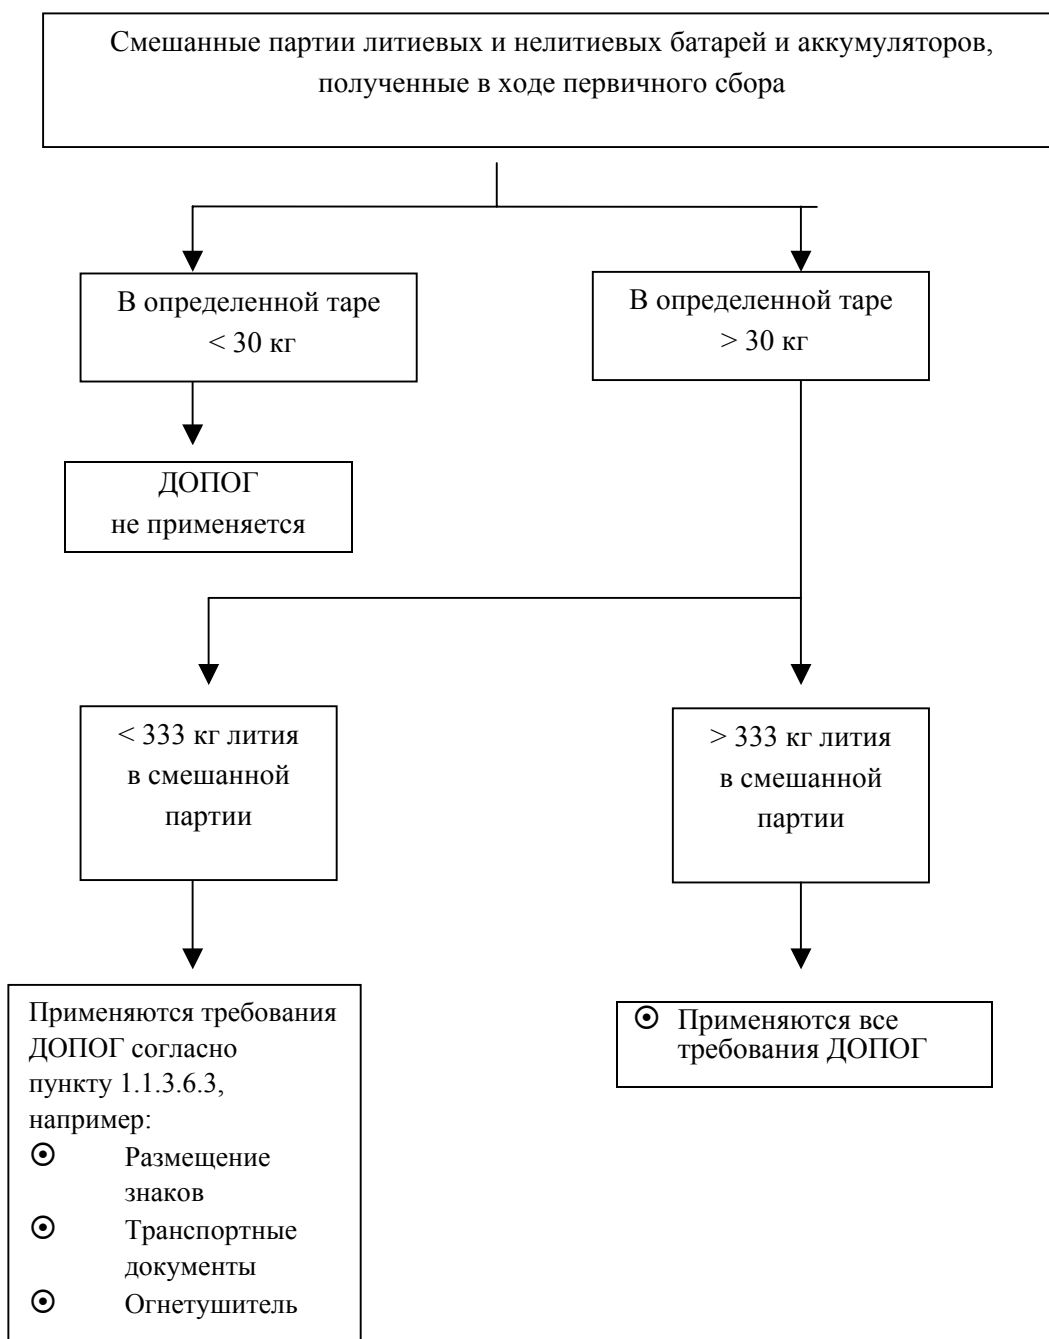 Смешанные партии литиевых и нелитиевых батарей и аккумуляторов,
полученные в ходе первичного сбора
В определенной таре
< 30 кг
В определенной таре
> 30 кг
ДОПОГ
не применяется
< 333 кг лития
в смешанной
партии
> 333 кг лития
в смешанной
партии
Применяются требования
ДОПОГ согласно
пункту 1.1.3.6.3,
например:
Размещение
знаков
Транспортные
документы
Огнетушитель
Применяются все
требования ДОПОГ